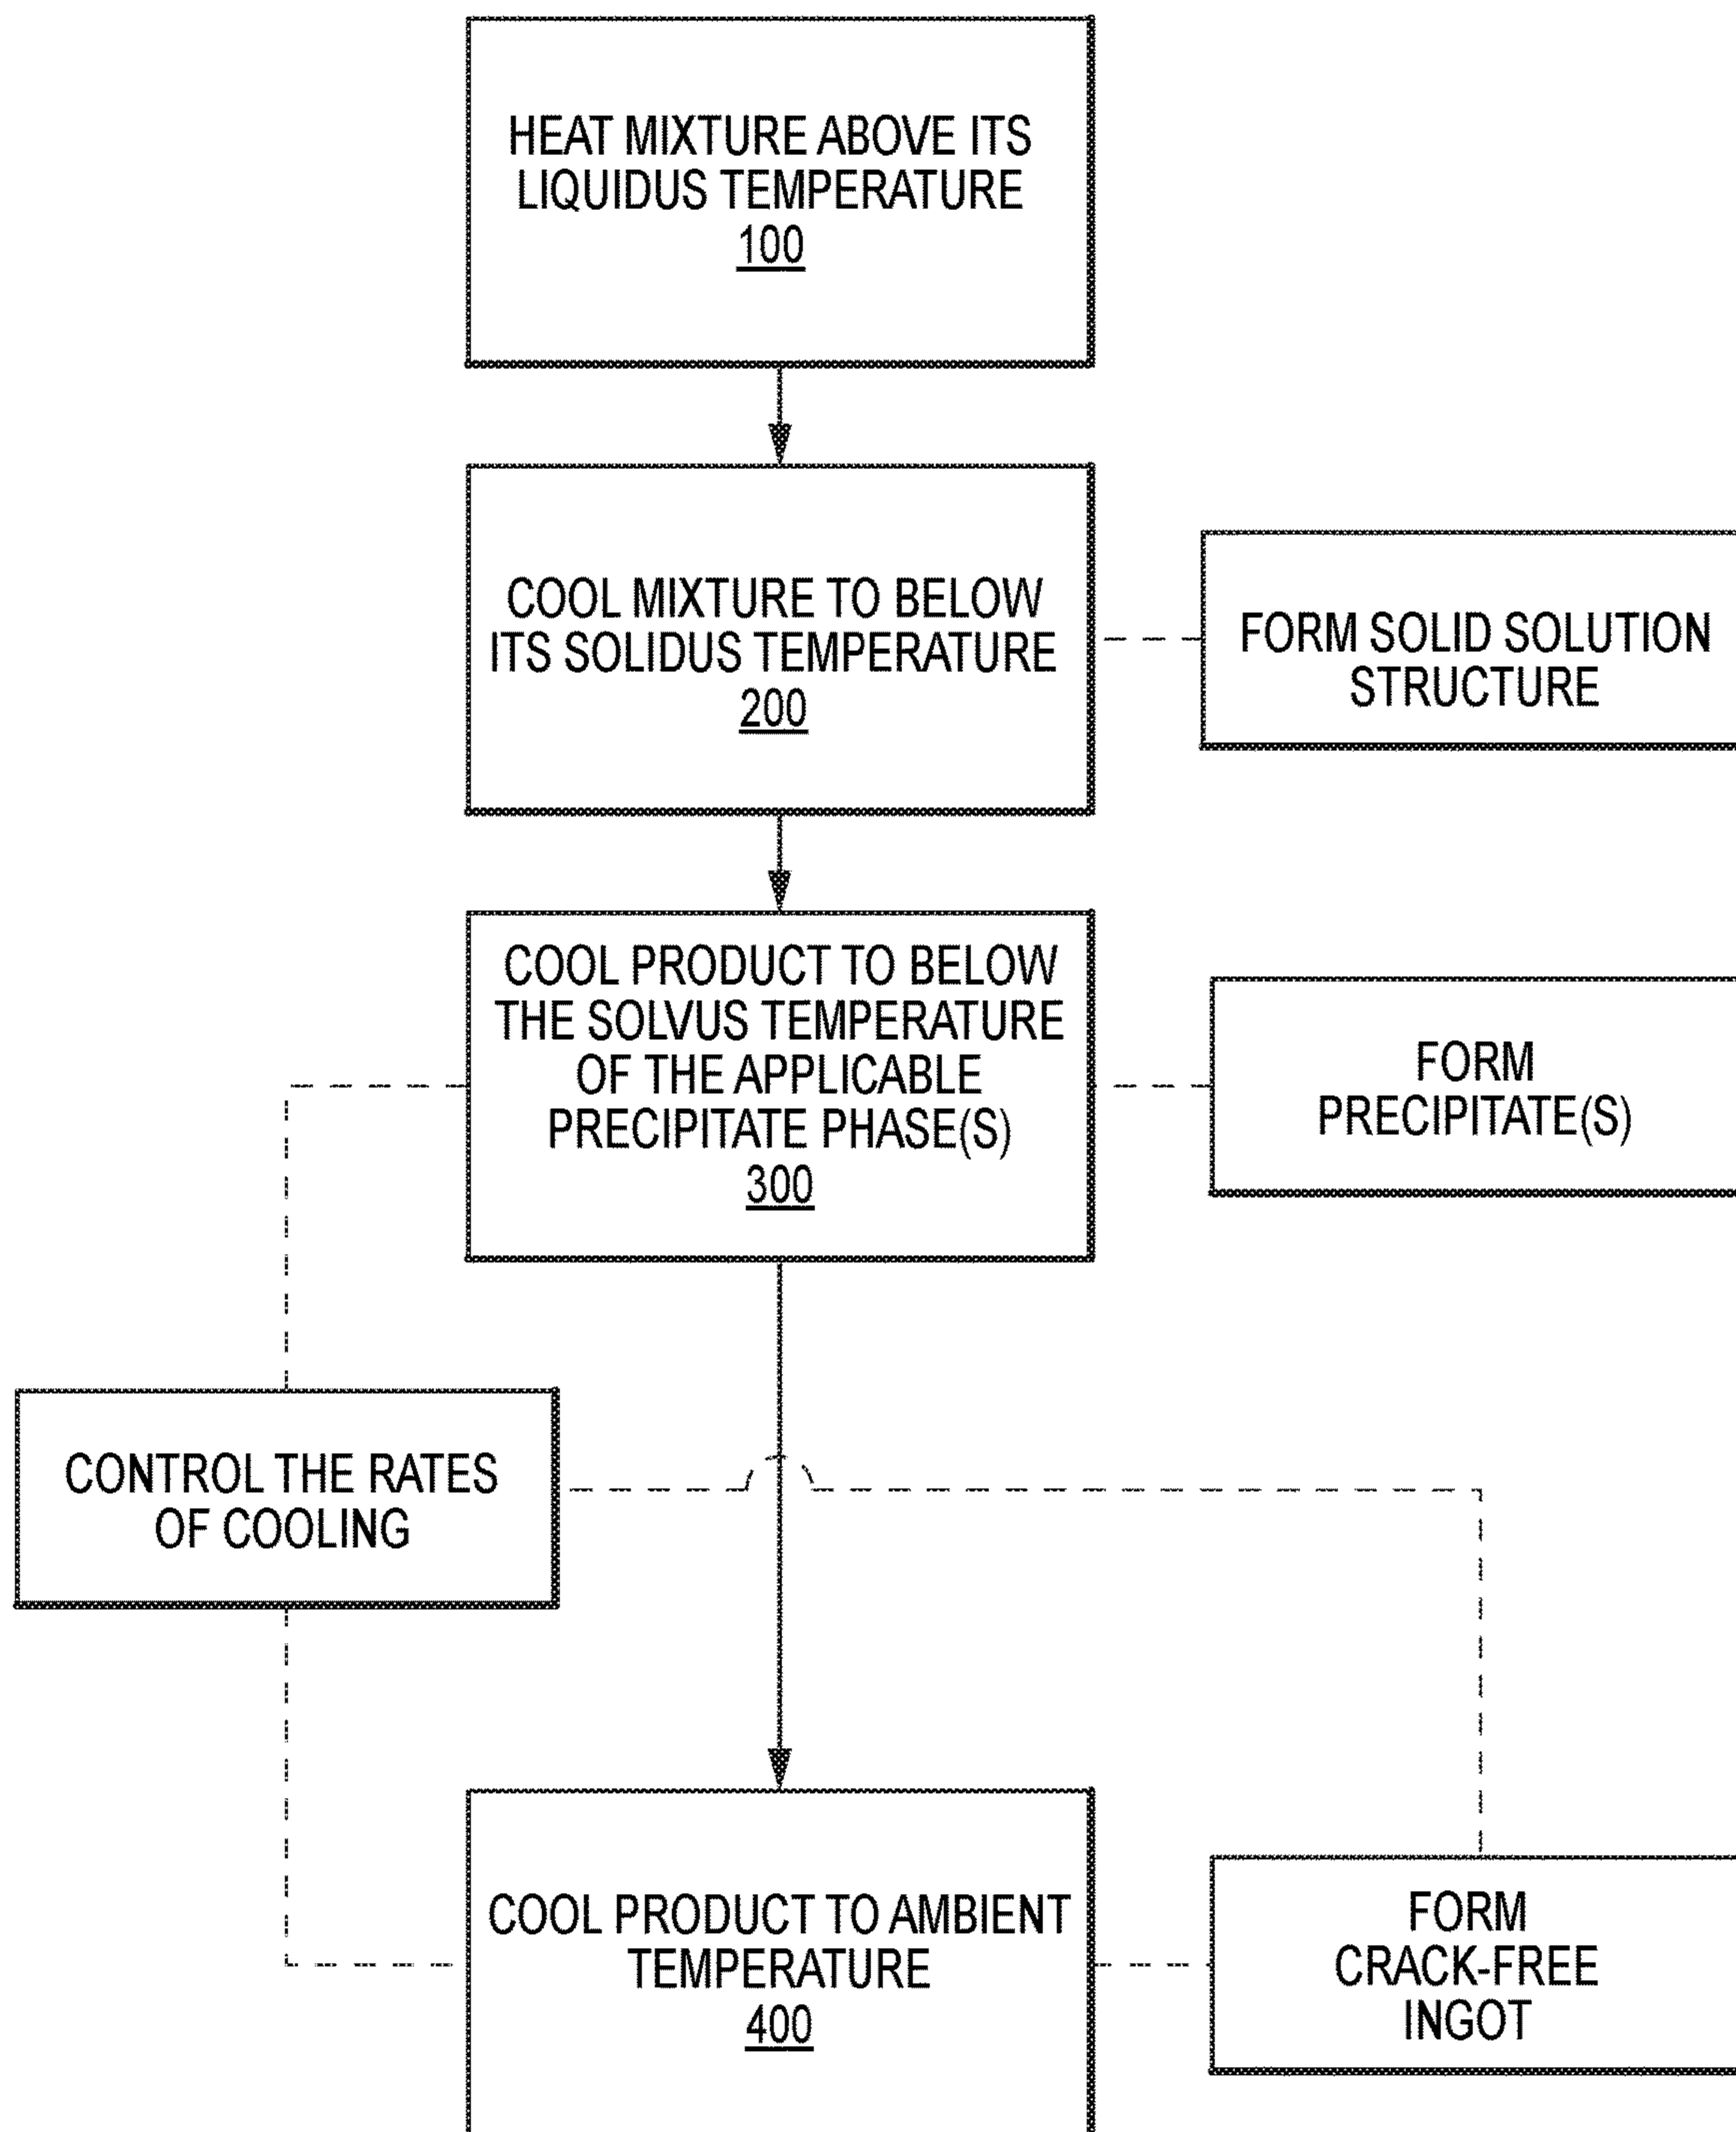 HEAT MIXTURE ABOVE ITS
LIQUIDUS TEMPERATURE
100
COOL MIXTURE TO BELOW
ITS SOLIDUS TEMPERATURE
200
FORM SOLID SOLUTION
STRUCTURE
COOL PRODUCT TO BELOW
THE SOLVUS TEMPERATURE
OF THE APPLICABLE
PRECIPITATE PHASE(S)
300
FORM
PRECIPITATE(S)
CONTROL THE RATES
OF COOLING
COOL PRODUCT TO AMBIENT
TEMPERATURE
400
FORM
CRACK-FREE
INGOT